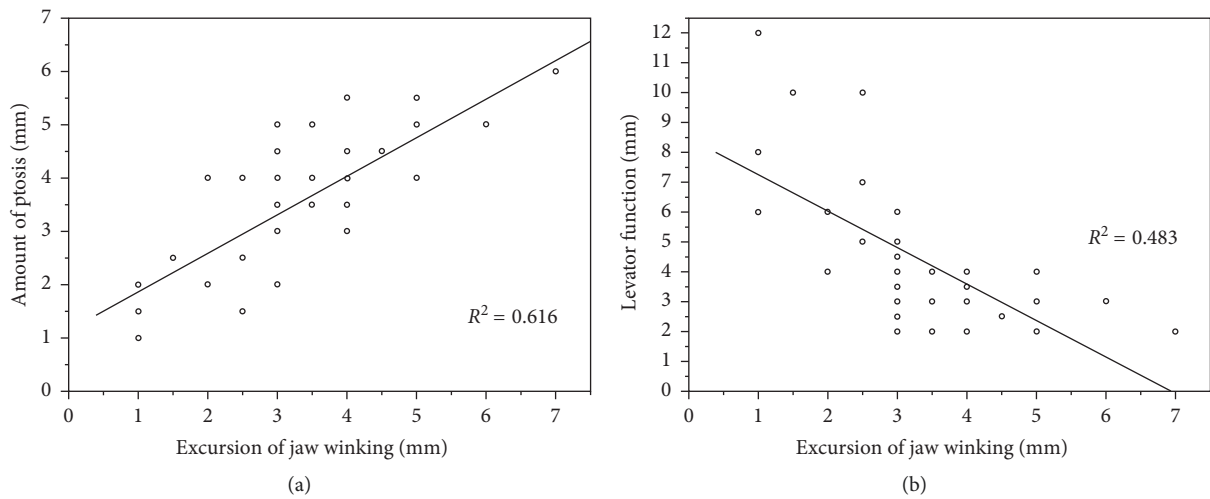 7
6
5
4
3
2
1
0
Amount of ptosis (mm)
R² = 0.616
0 1 2 3 4 5 6 7
Excursion of jaw winking (mm)
(a)
12
12
10
9
8
7
6
5
4
3
2
1
0
Levator function (mm)
R² = 0.483
0 1 2 3 4 5 6 7
Excursion of jaw winking (mm)
(b)